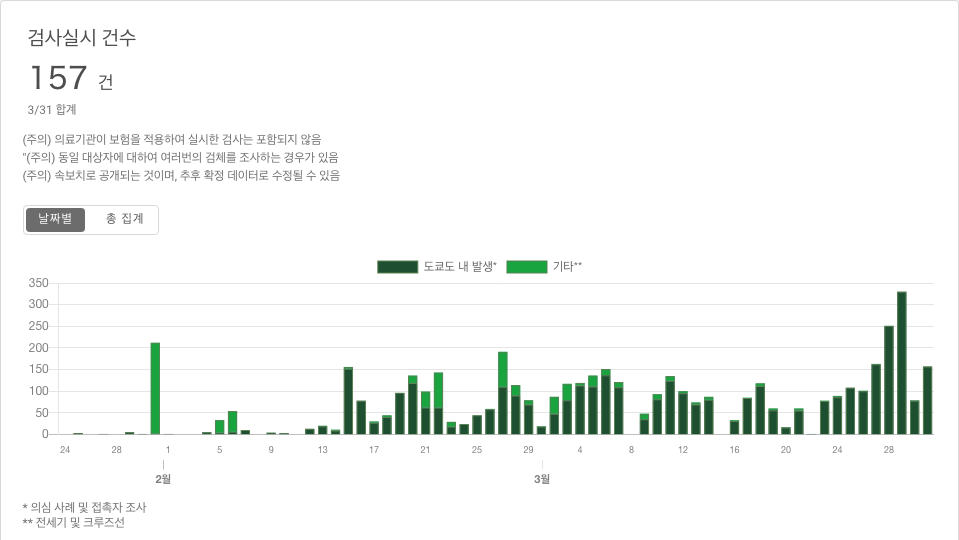 검사실시 건수
157 건
3/31 합계
(주의) 의료기관이 보험을 적용하여 실시한 검사는 포함되지 않음
"(주의) 동일 대상자에 대하여 여러번의 검체를 조사하는 경우가 있음
(주의) 속보치로 공개되는 것이며, 추후 확정 데이터로 수정될 수 있음
날짜별 총 집계
도쿄도 내 발생* 기타**
350
300
250
200
150
100
50
0
24 28 1 5 9 13 17 21 25 29 4 8 12 16 20 24 28
2월 3월
* 의심 사례 및 접촉자 조사
** 전세기 및 크루즈선